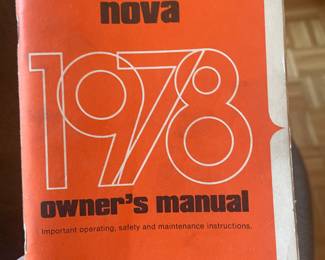 nova
1978
owner's manual
Important operating, safety and maintenance instructions.